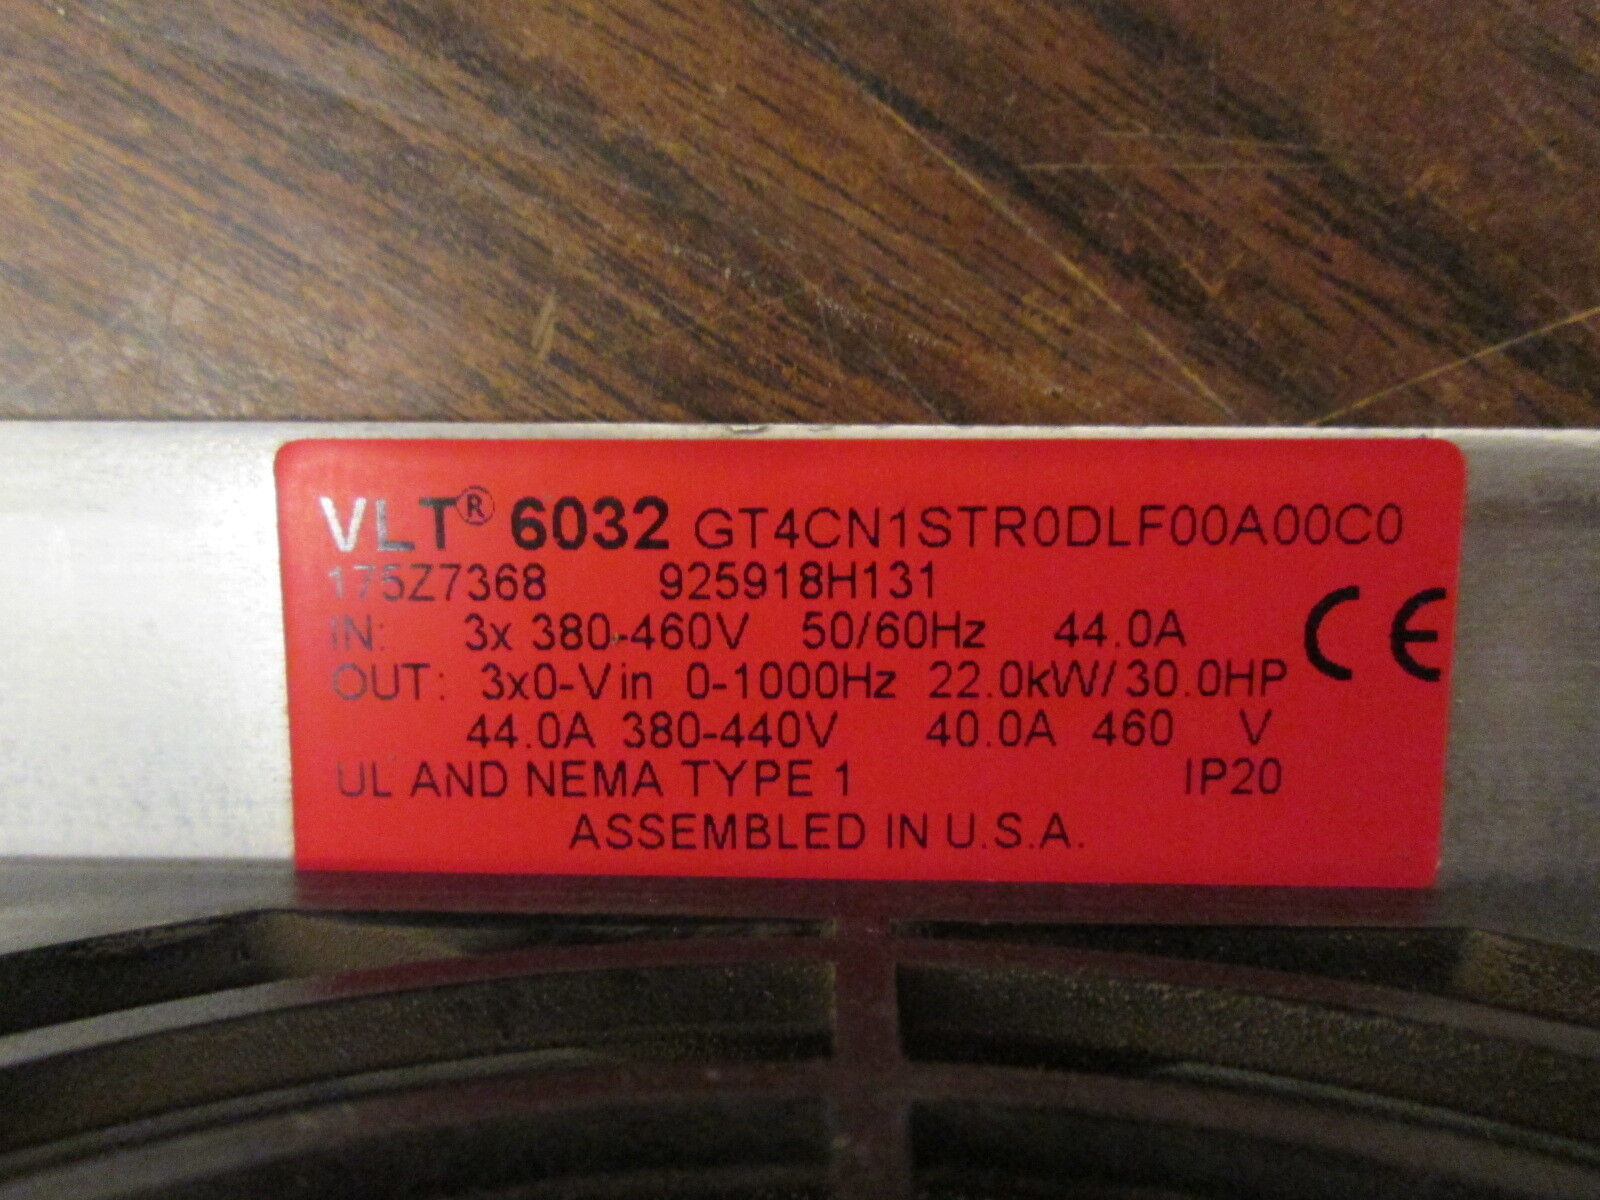 VLT® 6032 GT4CN1STR0DLF00A00C0
175Z7368 925918H131
IN: 3x 380-460V 50/60Hz 44.0A
OUT: 3x0-Vin 0-1000Hz 22.0kW/30.0HP
44.0A 380-440V 40.0A 460 V
UL AND NEMA TYPE 1 IP20
ASSEMBLED IN U.S.A.
CE